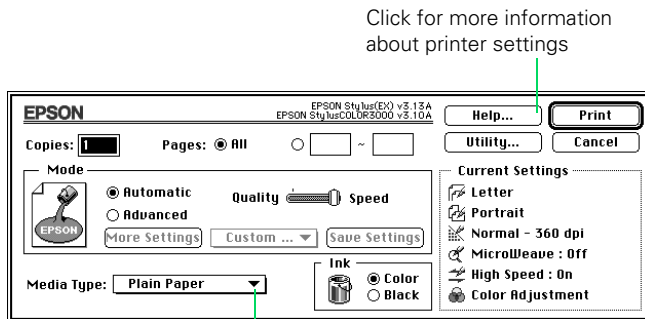 Click for more information
about printer settings
EPSON
EPSON Stylus(EX) v3.13A
EPSON StylusCOLOR3000 v3.10A
Help...
Print
Copies: 1
Pages: All
~
Utility...
Cancel
Mode
Automatic
Advanced
Quality
Speed
EPSON
More Settings
Custom ...
Save Settings
Media Type: Plain Paper
Ink
Color
Black
Current Settings
Letter
Portrait
Normal - 360 dpi
MicroWeave : Off
High Speed : On
Color Adjustment